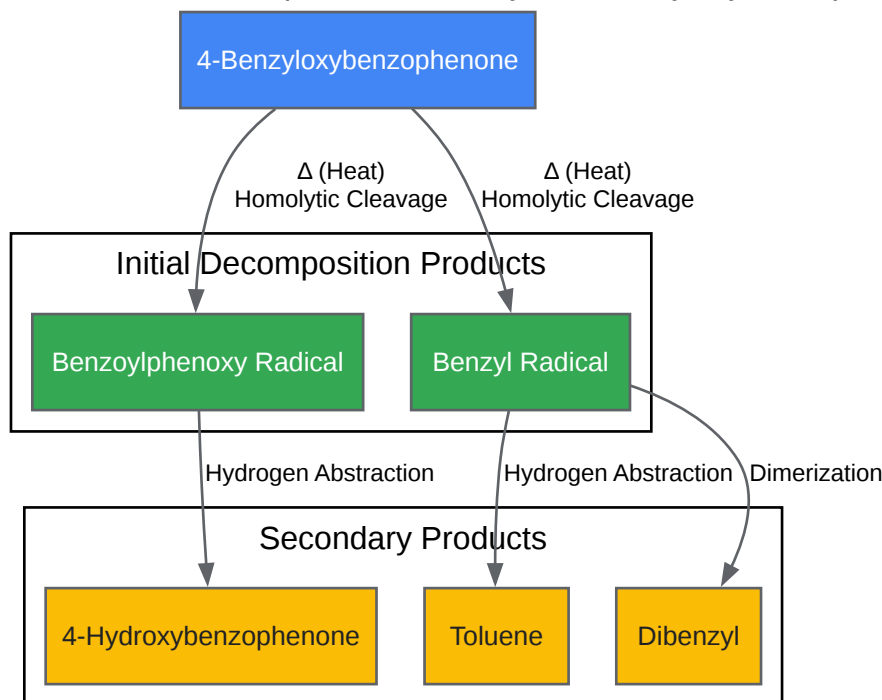 4-Benzyloxybenzophenone
Δ (Heat)
Homolytic Cleavage
Δ (Heat)
Homolytic Cleavage
Initial Decomposition Products
Benzoylphenoxy Radical
Benzyl Radical
Hydrogen Abstraction
Hydrogen Abstraction
Dimerization
Secondary Products
4-Hydroxybenzophenone
Toluene
Dibenzyl